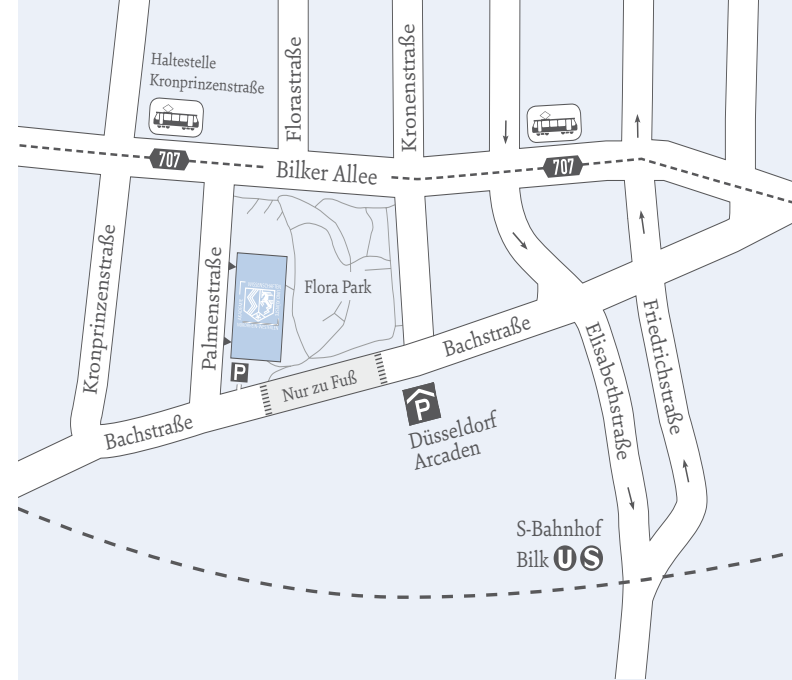 Haltestelle
Kronprinzenstraße
Florastraße
Kronenstraße
707
Bilker Allee
707
Kronprinzenstraße
Palmenstraße
Flora Park
P
Nur zu Fuß
Bachstraße
Bachstraße
P
Düsseldorf
Arcaden
Elisabethstraße
Friedrichstraße
S-Bahnhof
Bilk U S